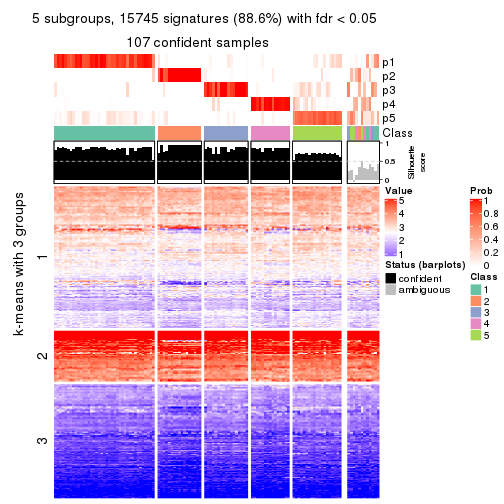 5 subgroups, 15745 signatures (88.6%) with fdr < 0.05
107 confident samples
p1
p2
p3
p4
p5
Class
1
0.5
0
Silhouette
score
k-means with 3 groups
1
2
3
Value
5
4
3
2
1
Status (barplots)
confident
ambiguous
Prob
1
0.8
0.6
0.4
0.2
0
Class
1
2
3
4
5